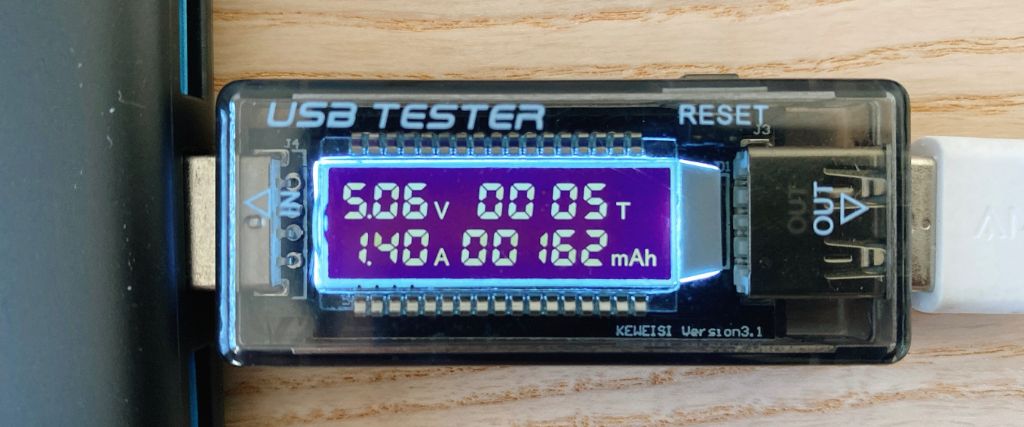 USB TESTER
RESET
J4
J3
IN
5.06 V 00 05 T
1.40 A 00 162 mAh
OUT
OUT
KEWEISI Version3.1